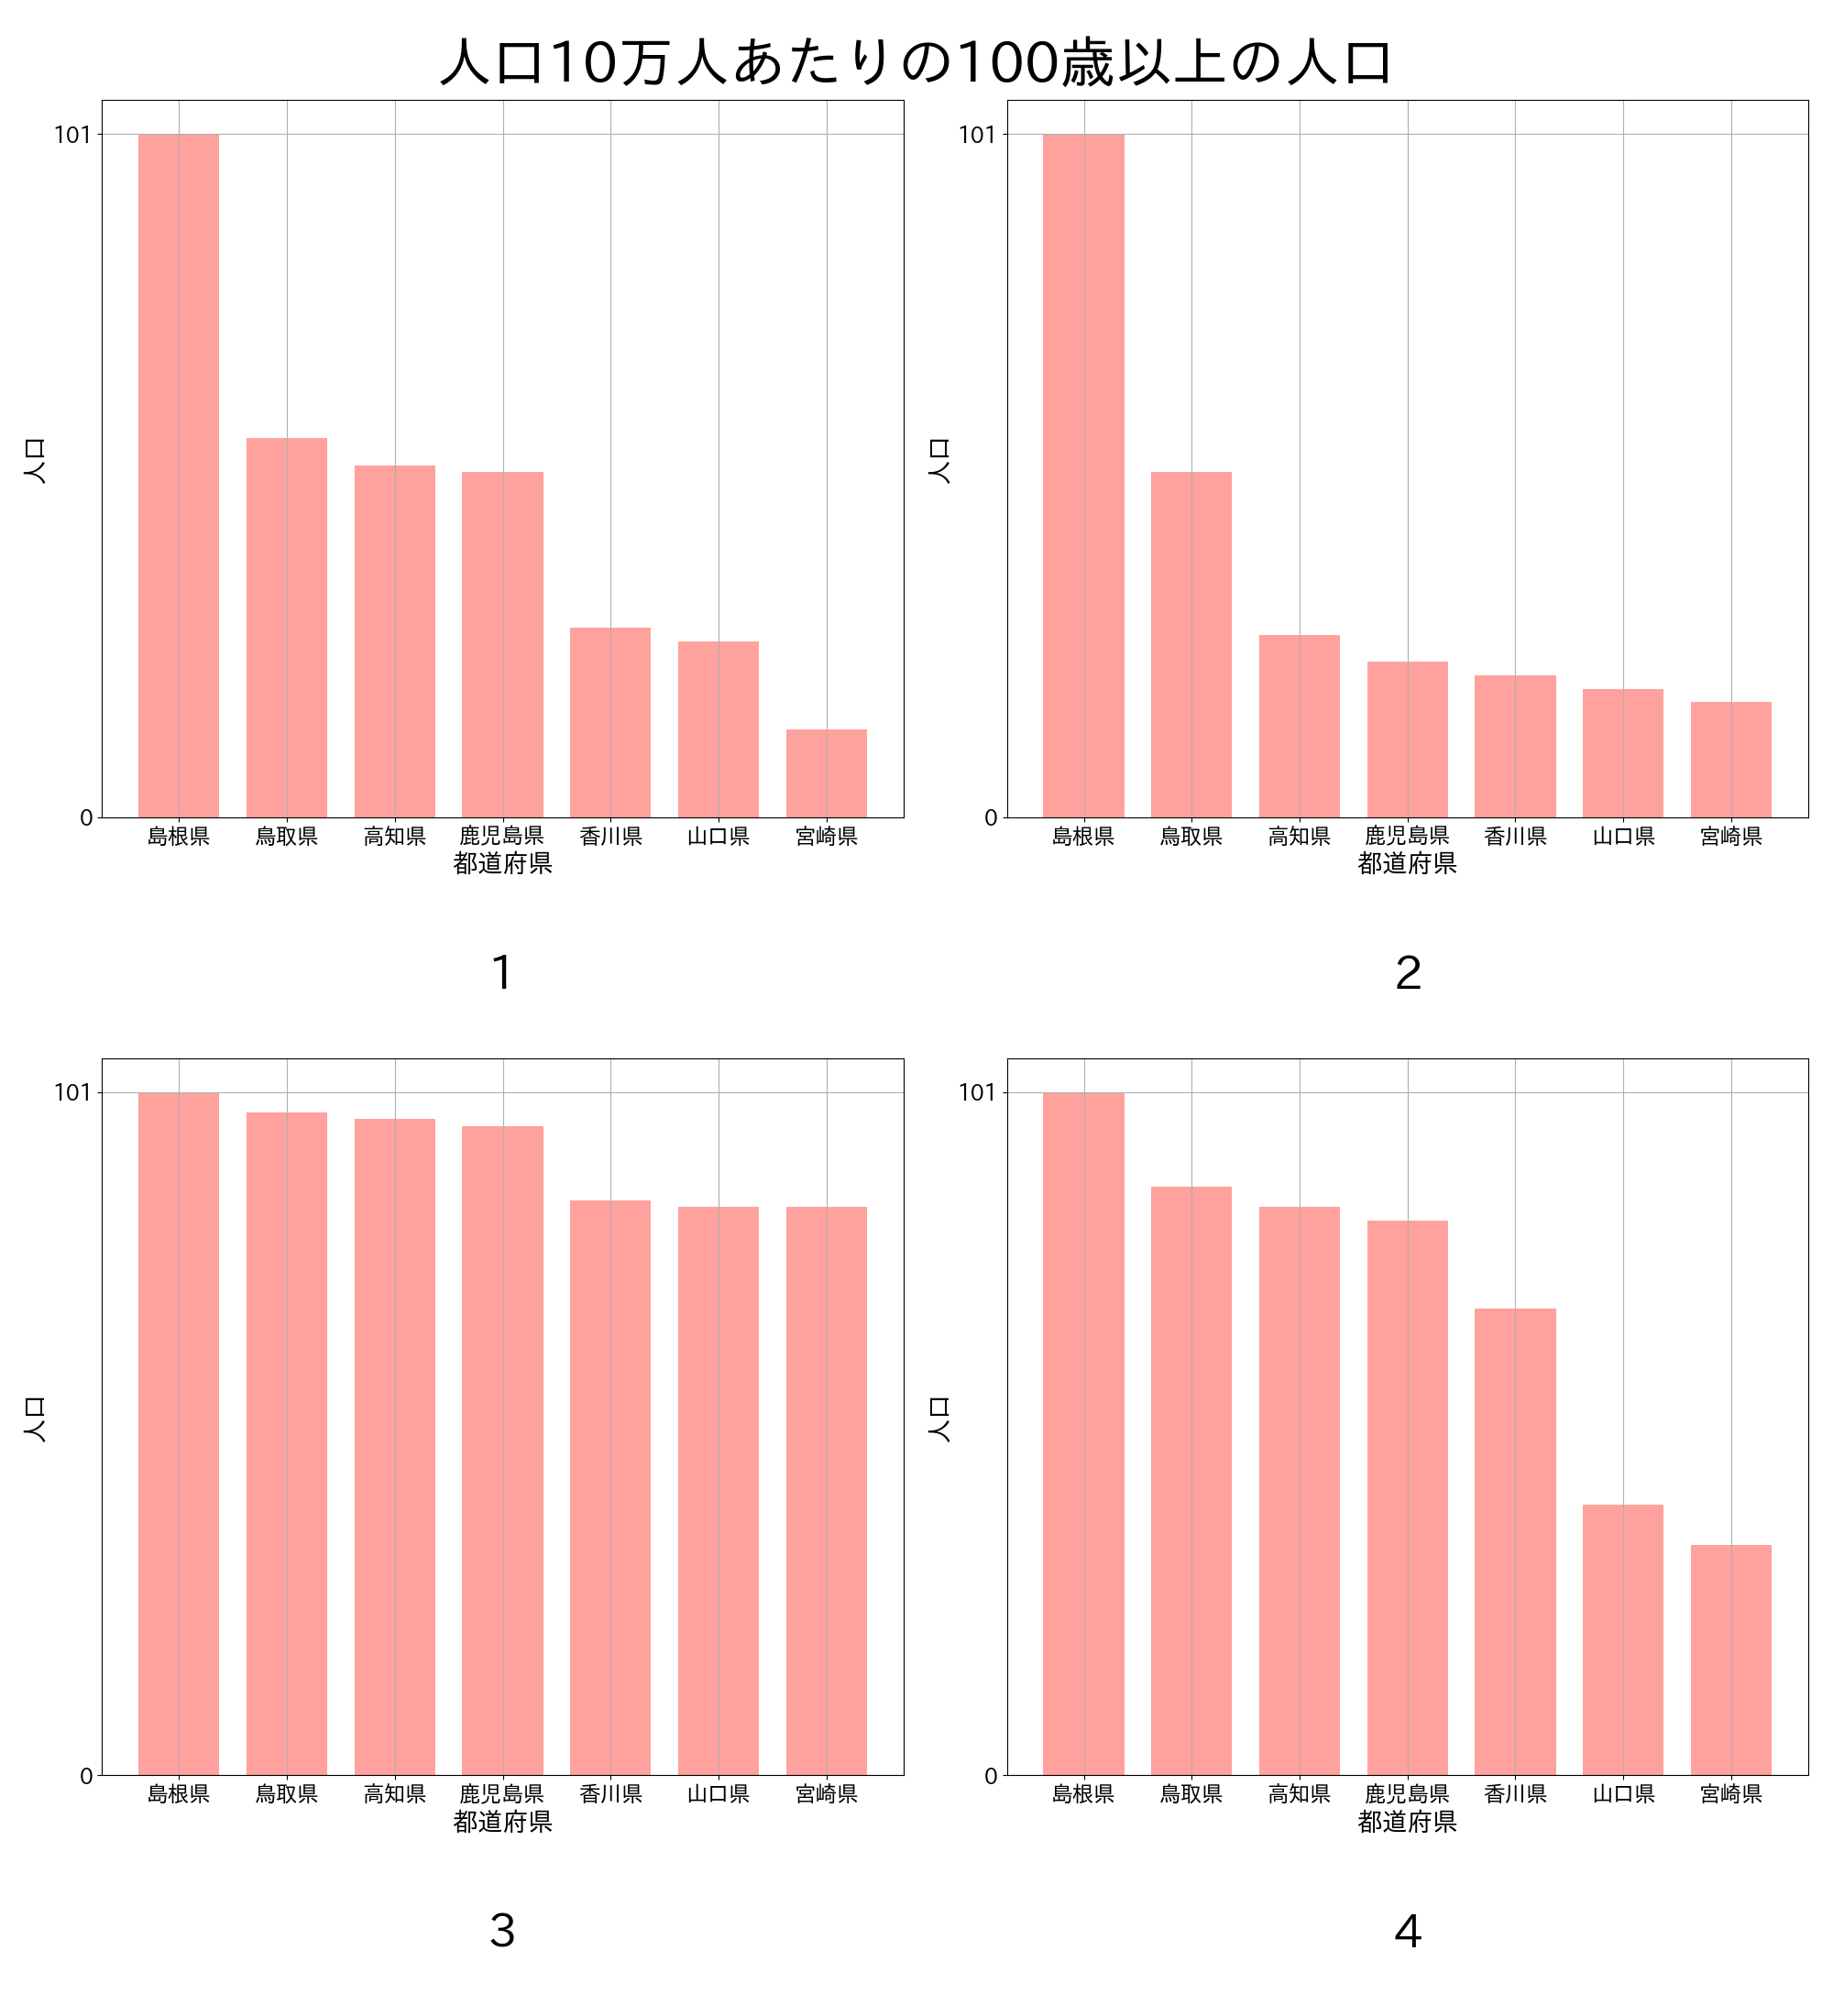 人口10万人あたりの100歳以上の人口
101
0
人口
島根県 鳥取県 高知県 鹿児島県 香川県 山口県 宮崎県
都道府県
1
101
0
人口
島根県 鳥取県 高知県 鹿児島県 香川県 山口県 宮崎県
都道府県
2
101
0
人口
島根県 鳥取県 高知県 鹿児島県 香川県 山口県 宮崎県
都道府県
3
101
0
人口
島根県 鳥取県 高知県 鹿児島県 香川県 山口県 宮崎県
都道府県
4